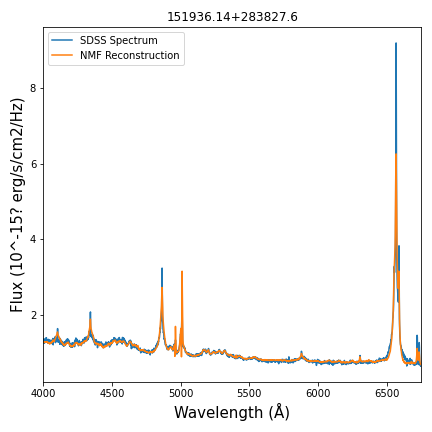 151936.14+283827.6
SDSS Spectrum
NMF Reconstruction
Flux (10^-15? erg/s/cm2/Hz)
8
6
4
2
4000 4500 5000 5500 6000 6500
Wavelength (Å)